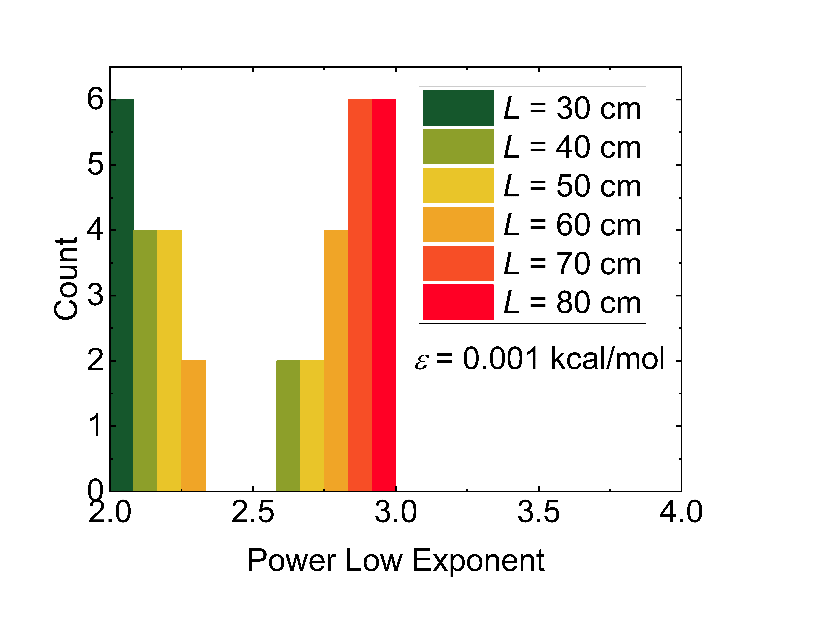 6
5
4
3
2
1
0
Count
2.0 2.5 3.0 3.5 4.0
Power Low Exponent
L = 30 cm
L = 40 cm
L = 50 cm
L = 60 cm
L = 70 cm
L = 80 cm
ε = 0.001 kcal/mol